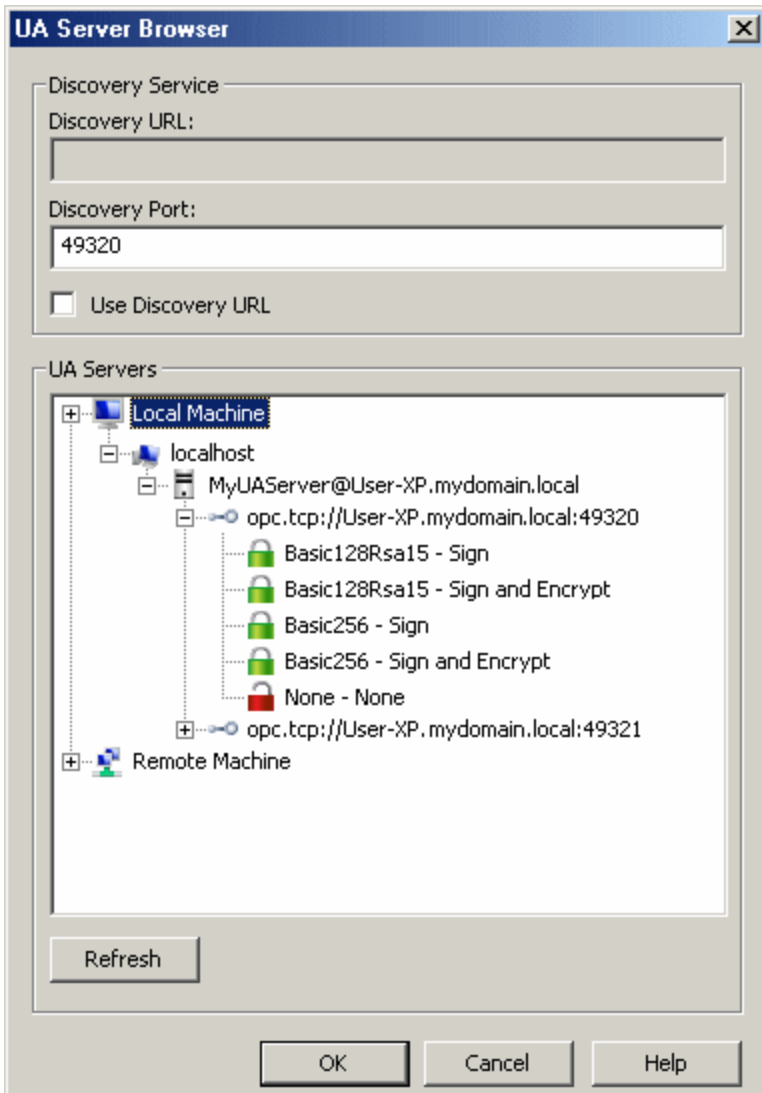 UA Server Browser
Discovery Service
Discovery URL:
Discovery Port:
49320
Use Discovery URL
UA Servers
Local Machine
localhost
MyUAServer@User-XP.mydomain.local
opc.tcp://User-XP.mydomain.local:49320
Basic128Rsa15 - Sign
Basic128Rsa15 - Sign and Encrypt
Basic256 - Sign
Basic256 - Sign and Encrypt
None - None
opc.tcp://User-XP.mydomain.local:49321
Remote Machine
Refresh
OK Cancel Help